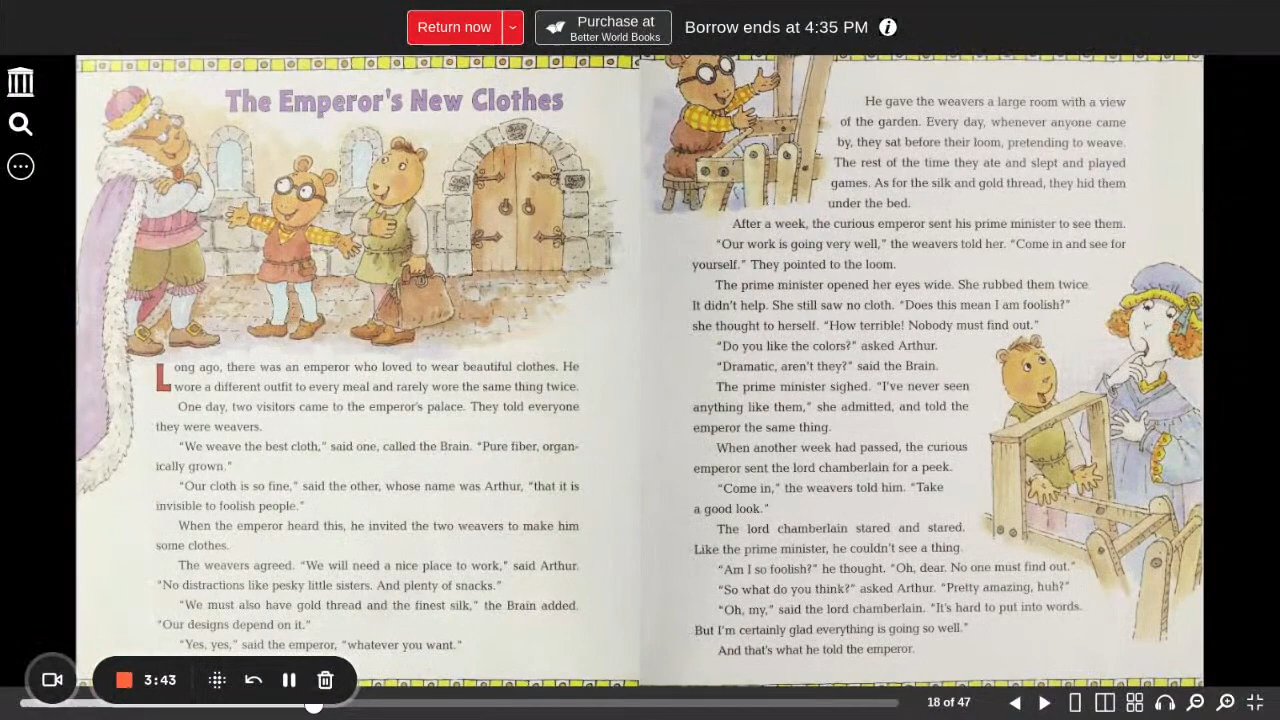 Return now
Purchase at
Better World Books
Borrow ends at 4:35 PM
The Emperor's New Clothes
Long ago, there was an emperor who loved to wear beautiful clothes. He
wore a different outfit to every meal and rarely wore the same thing twice.
One day, two visitors came to the emperor's palace. They told everyone
they were weavers.
“We weave the best cloth,” said one, called the Brain. “Pure fiber, organ-
ically grown.”
“Our cloth is so fine,” said the other, whose name was Arthur, “that it is
invisible to foolish people.”
When the emperor heard this, he invited the two weavers to make him
some clothes.
The weavers agreed. “We will need a nice place to work,” said Arthur.
“No distractions like pesky little sisters. And plenty of snacks.”
“We must also have gold thread and the finest silk,” the Brain added.
“Our designs depend on it.”
“Yes, yes,” said the emperor, “whatever you want.”
He gave the weavers a large room with a view
of the garden. Every day, whenever anyone came
by, they sat before their loom, pretending to weave.
The rest of the time they ate and slept and played
games. As for the silk and gold thread, they hid them
under the bed.
After a week, the curious emperor sent his prime minister to see them.
“Our work is going very well,” the weavers told her. “Come in and see for
yourself.” They pointed to the loom.
The prime minister opened her eyes wide. She rubbed them twice.
It didn't help. She still saw no cloth. “Does this mean I am foolish?”
she thought to herself. “How terrible! Nobody must find out.”
“Do you like the colors?” asked Arthur.
“Dramatic, aren't they?” said the Brain.
The prime minister sighed. “I've never seen
anything like them,” she admitted, and told the
emperor the same thing.
When another week had passed, the curious
emperor sent the lord chamberlain for a peek.
“Come in,” the weavers told him. “Take
a good look.”
The lord chamberlain stared and stared.
Like the prime minister, he couldn't see a thing.
“Am I so foolish?” he thought. “Oh, dear. No one must find out.”
“So what do you think?” asked Arthur. “Pretty amazing, huh?”
“Oh, my,” said the lord chamberlain. “It's hard to put into words.
But I'm certainly glad everything is going so well.”
And that's what he told the emperor.
3:43
18 of 47